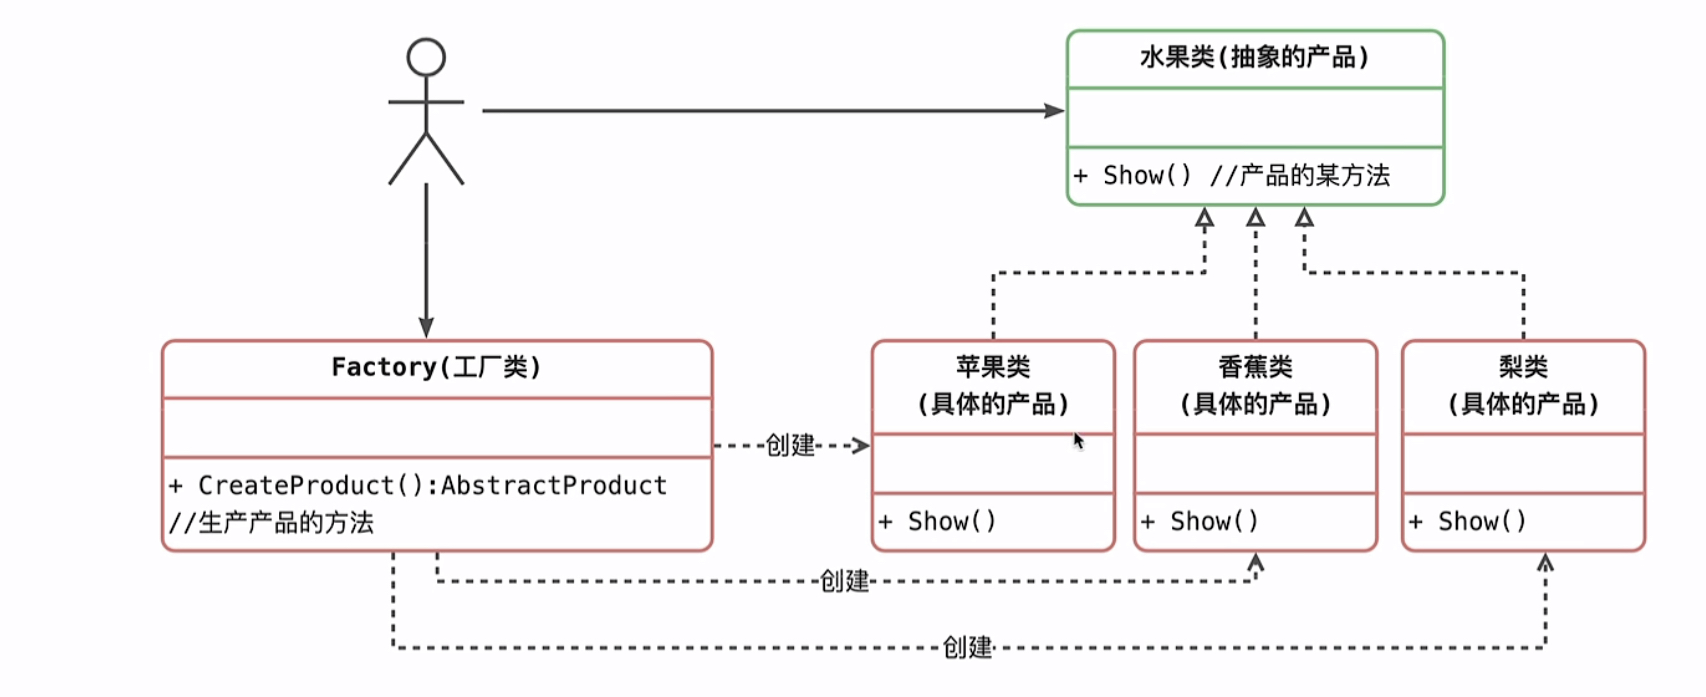 水果类(抽象的产品)
+ Show() //产品的某方法
Factory(工厂类)
+ CreateProduct():AbstractProduct
//生产产品的方法
创建
苹果类
(具体的产品)
+ Show()
香蕉类
(具体的产品)
+ Show()
梨类
(具体的产品)
+ Show()
创建
创建